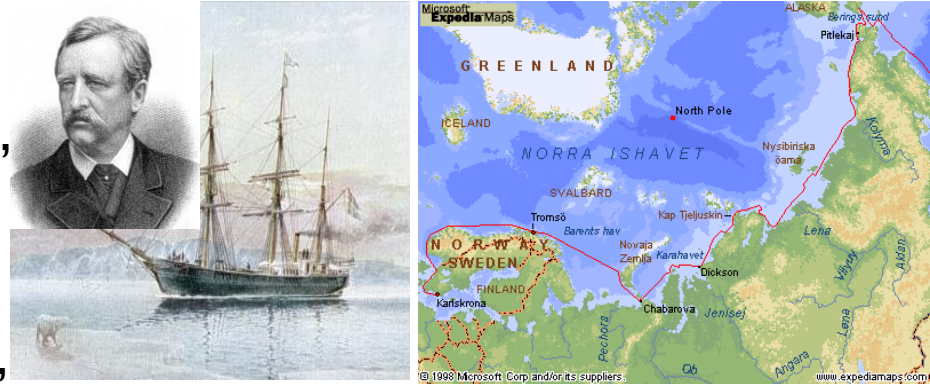 ,
,
Microsoft
Expedia Maps
ALASKA
Berings sund
Pitlekaj
GREENLAND
North Pole
ICELAND
Kolyma
NORRA ISHAVET
Nysibiriska
öarna
SVALBARD
Kap Tjeljuskin
Tromsö
Barents hav
Lena
NORWAY
Novaja
Zemlja
Karahavet
Aldan
SWEDEN
Vilyuy
Dickson
FINLAND
Karlskrona
Chabarova
Jenisej
Lena
Pechora
Ob
Angara
© 1998 Microsoft Corp and/or its suppliers.
www.expediamaps.com